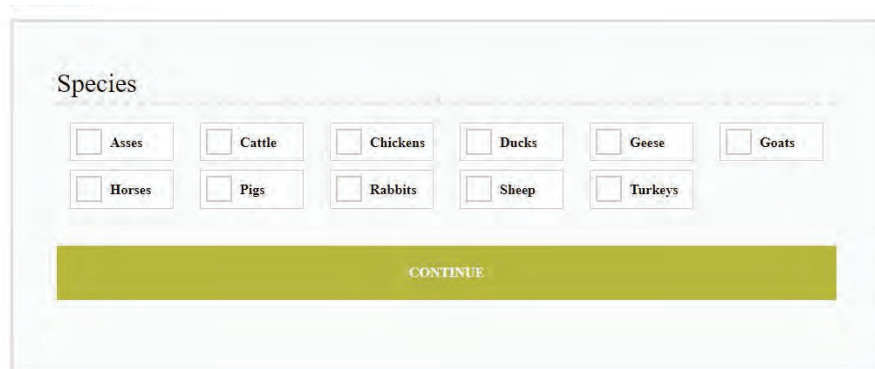 Species
Asses Cattle Chickens Ducks Geese Goats
Horses Pigs Rabbits Sheep Turkeys
CONTINUE